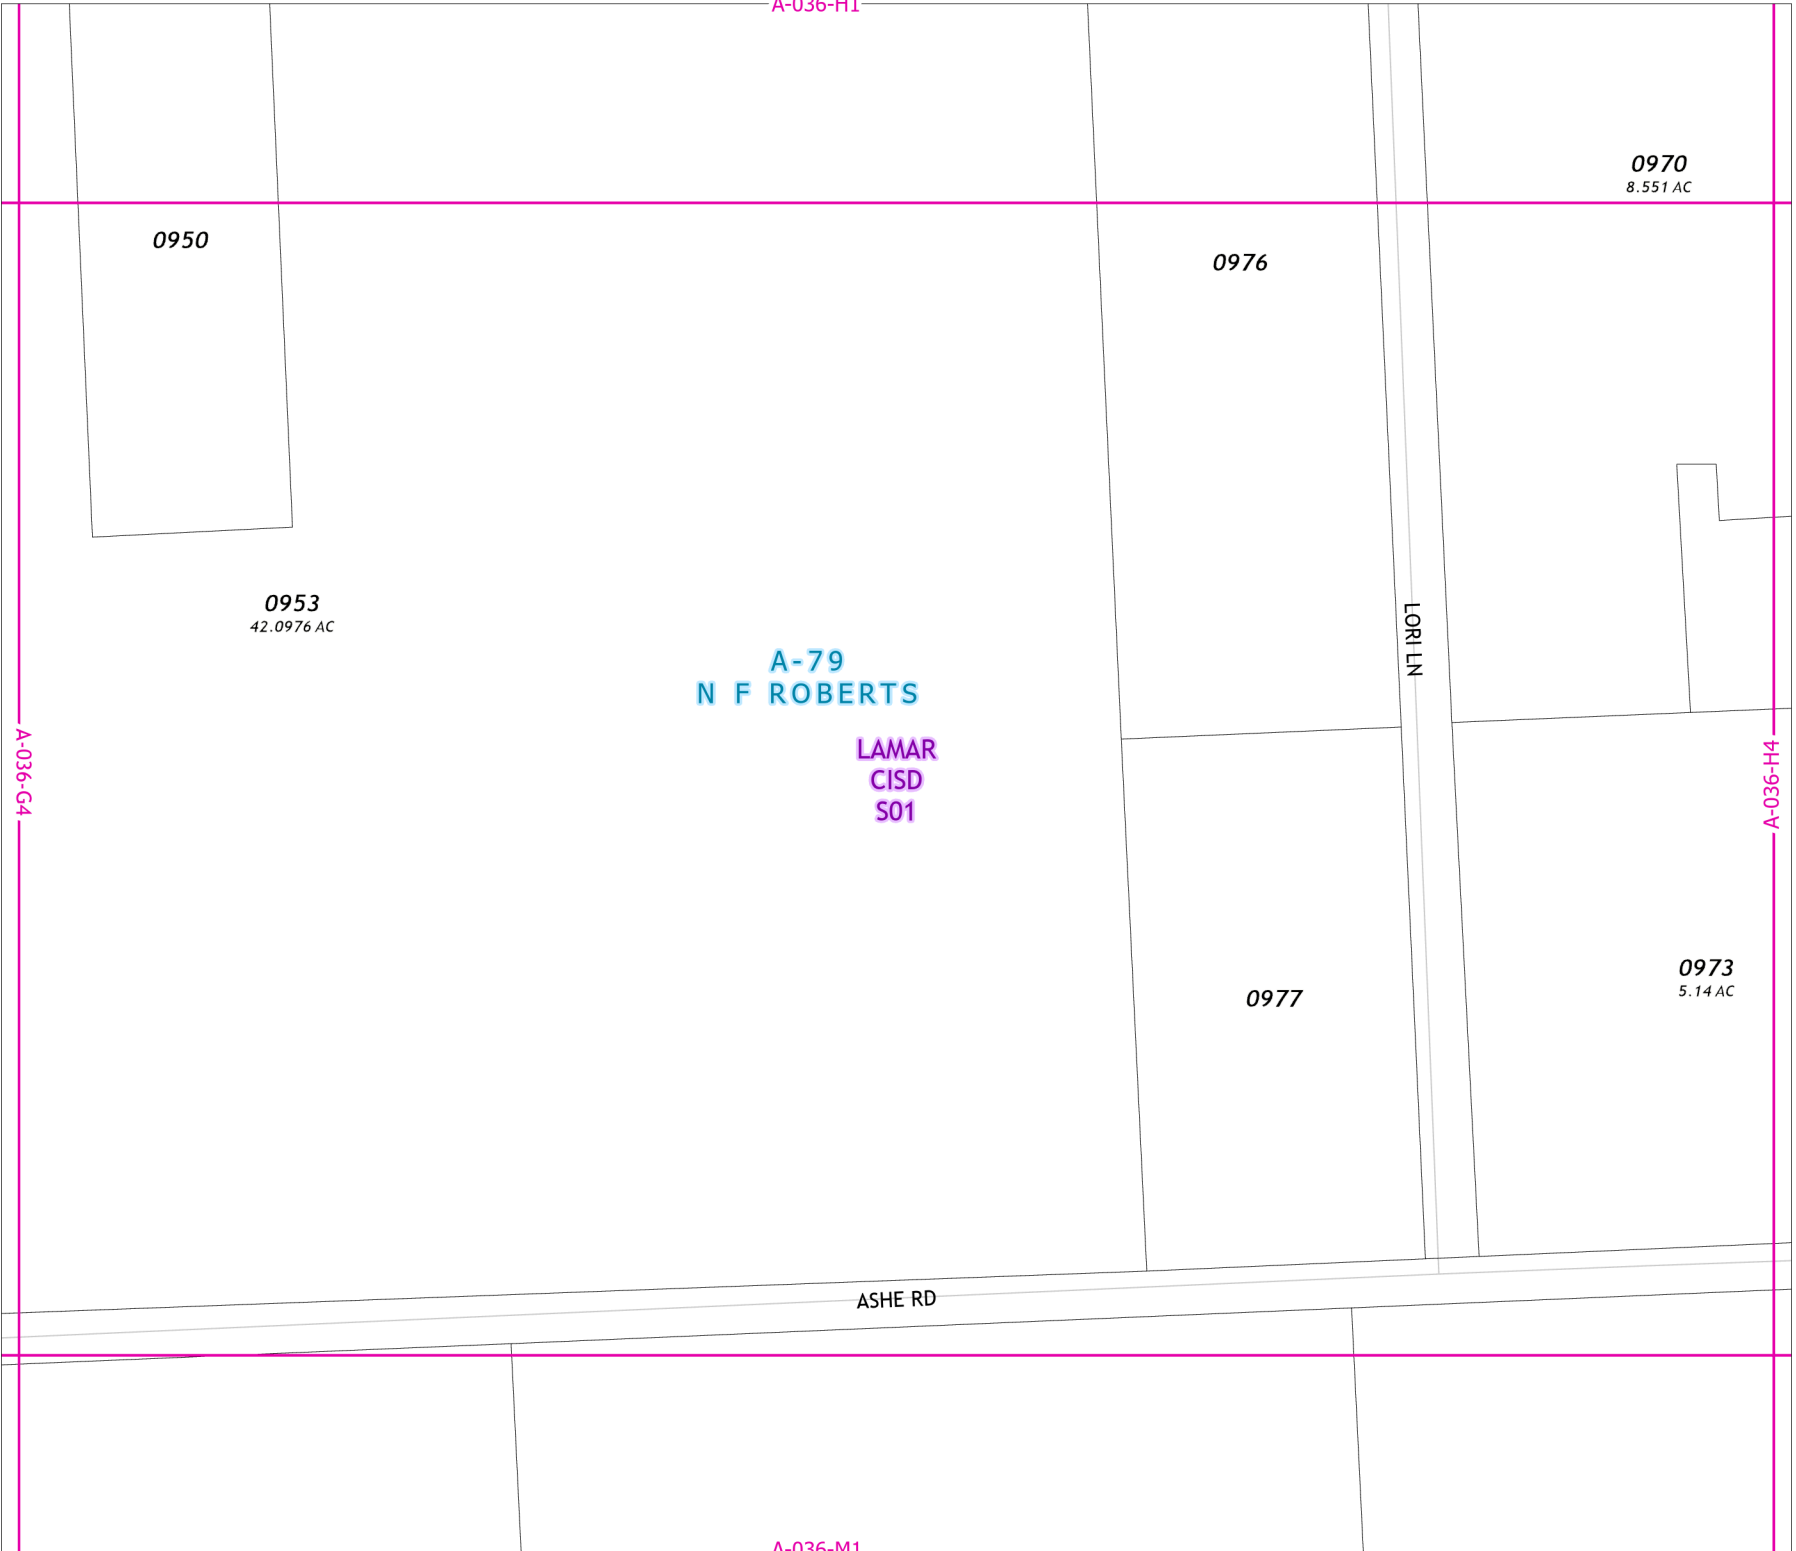 A-036-H1
0970
8.551 AC
0950
0976
0953
42.0976 AC
LORI LN
A-79
N F ROBERTS
LAMAR
CISD
S01
A-036-G4
A-036-H4
0973
5.14 AC
0977
ASHE RD
A-036-M1